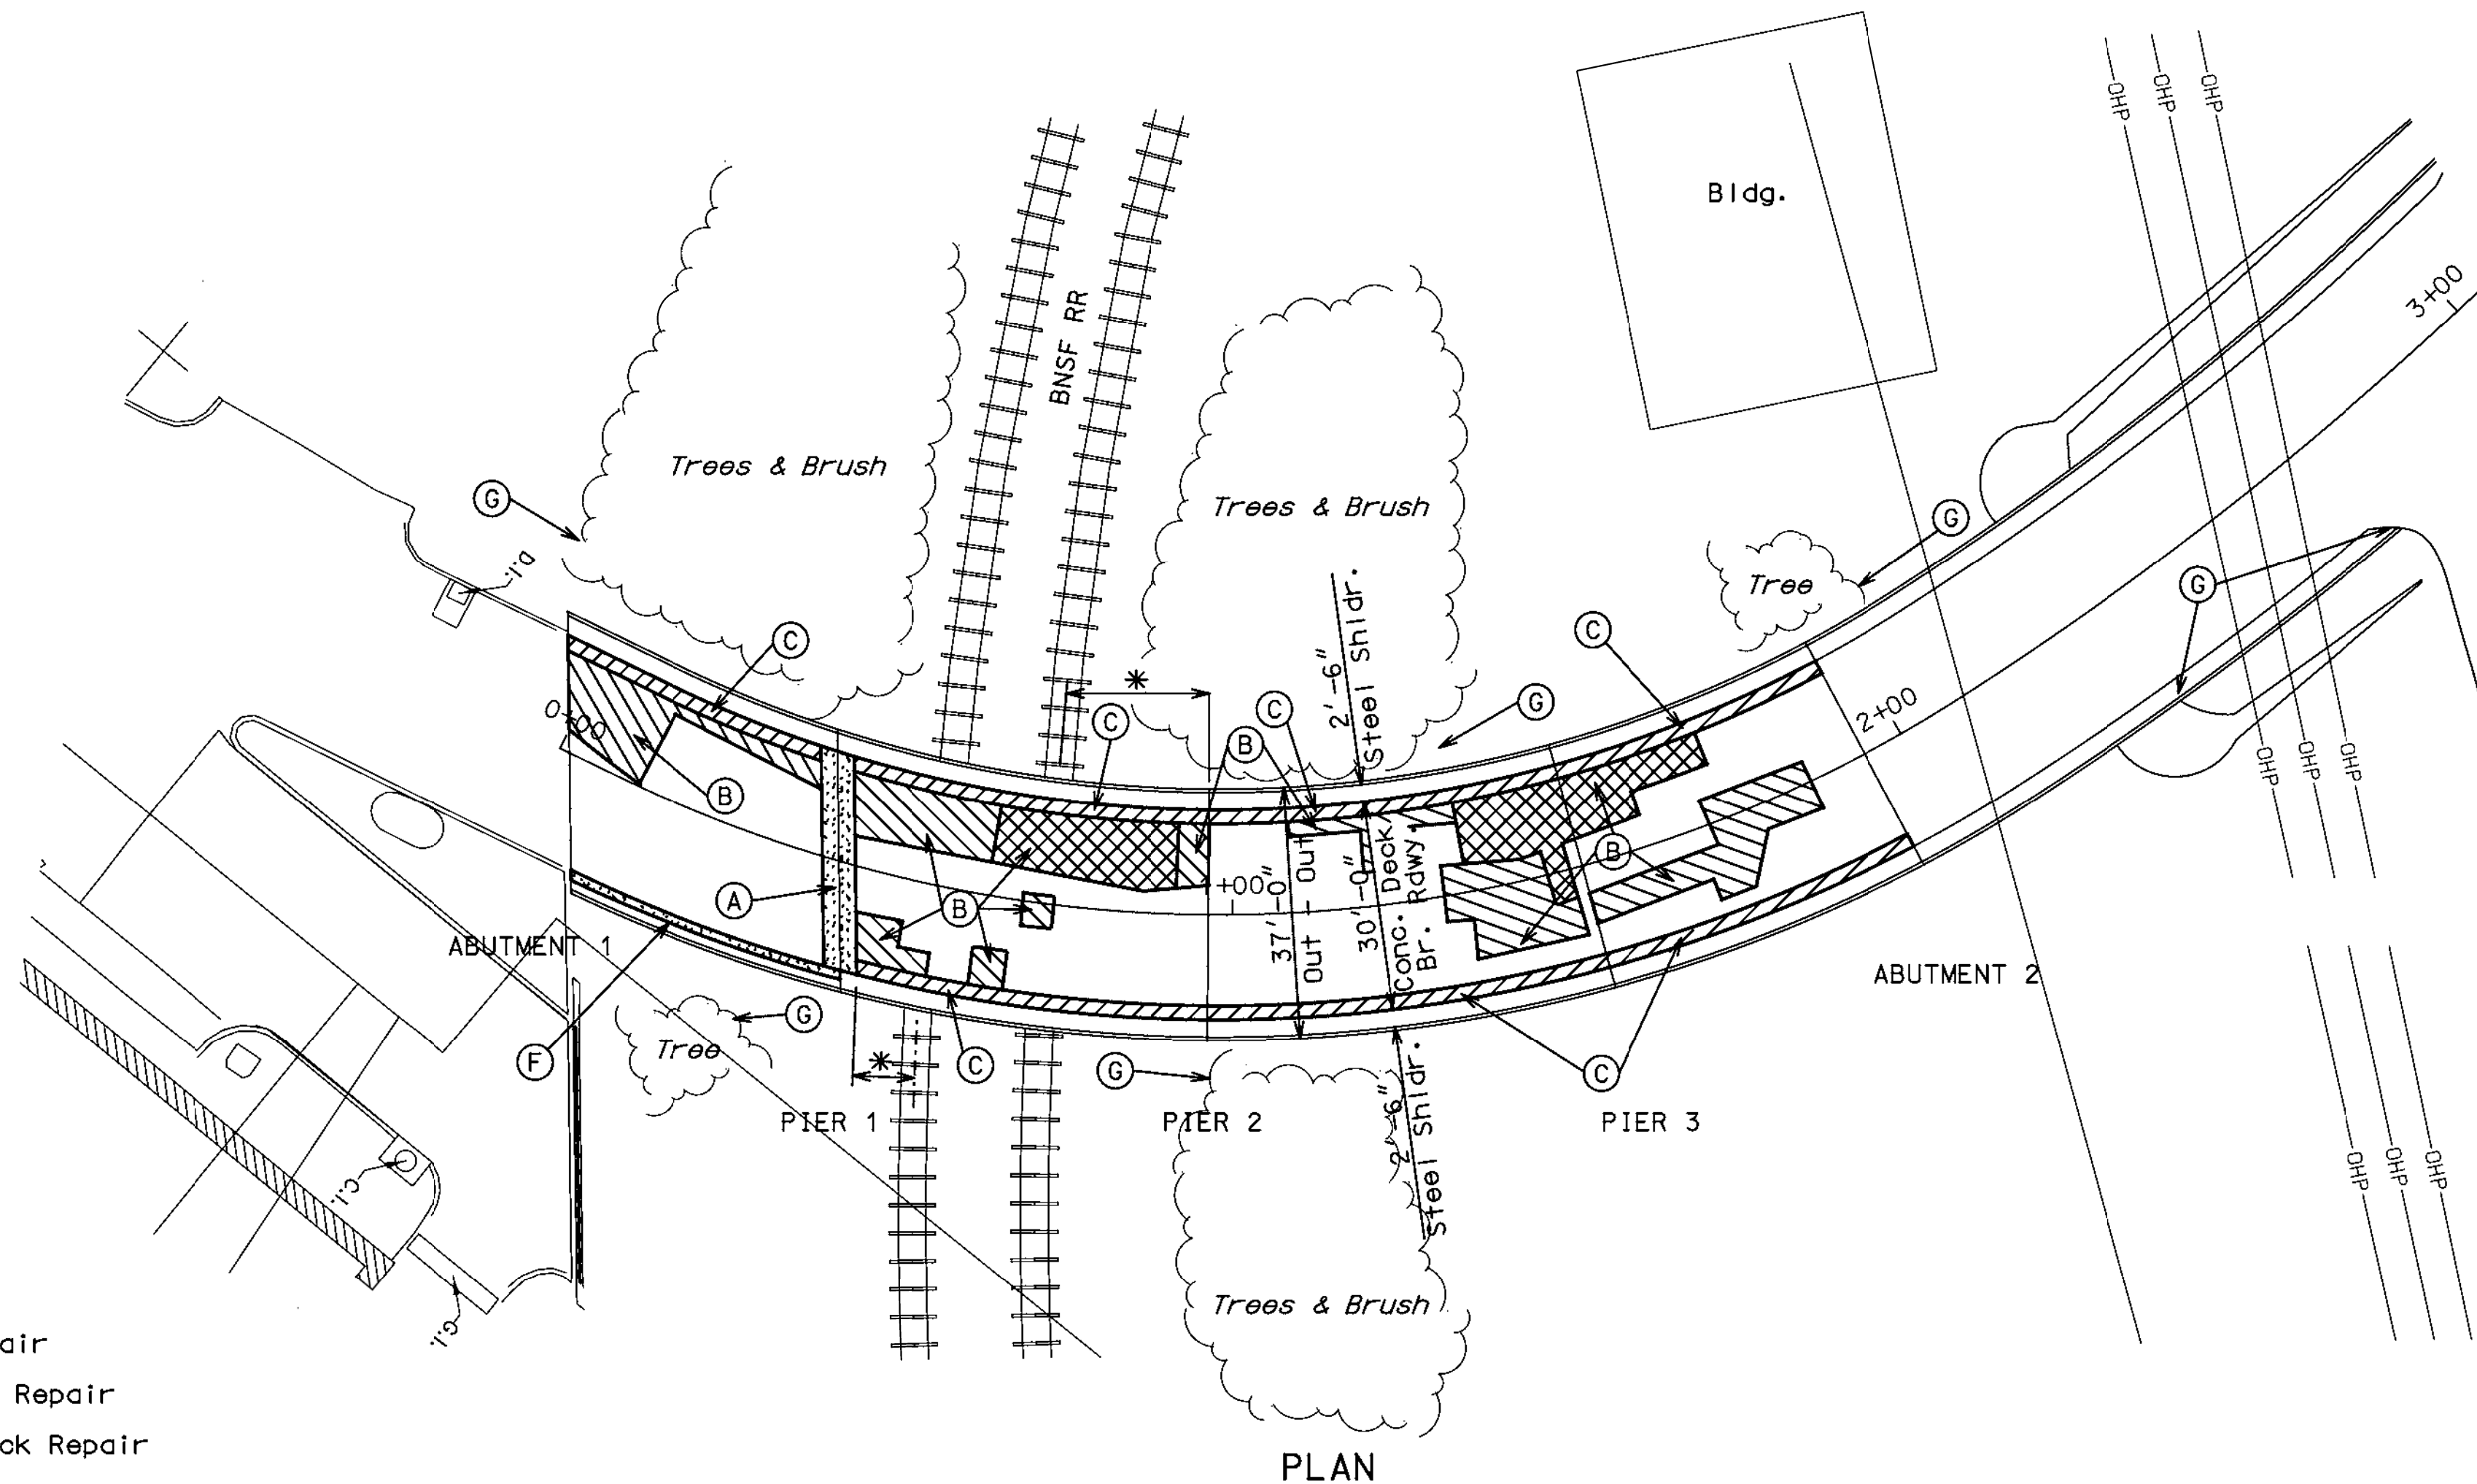 OHP
OHP
OHP
Bldg.
3+00
BNSF RR
Trees & Brush
Trees & Brush
G
G
D.I.
Tree
G
C
C
2'-6"
Steel Shldr.
*
G
C
C
B
2+00
0+00
B
B
A
B
+00
37'-0"
Out - Out
30'-0"
Conc. Deck
Br. Rdwy.
ABUTMENT 1
ABUTMENT 2
OHP
OHP
OHP
G
Tree
F
*
C
G
C
PIER 1
PIER 2
PIER 3
2'-6"
Steel Shldr.
C.I.
OHP
OHP
OHP
G.I.
Trees & Brush
air
Repair
ck Repair
PLAN